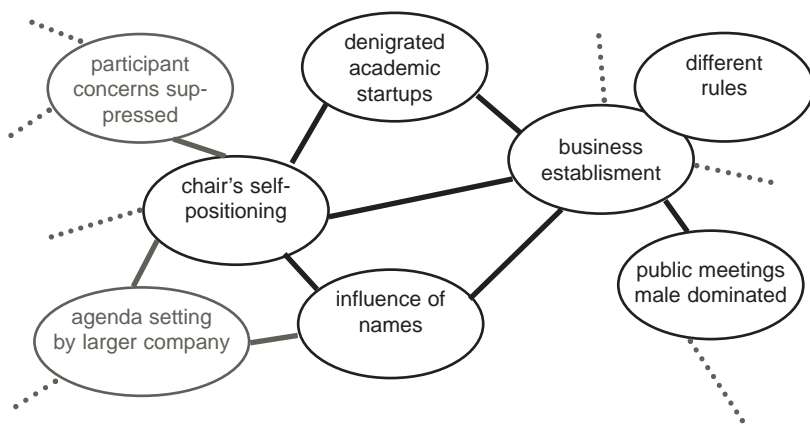 participant
concerns sup-
pressed
denigrated
academic
startups
different
rules
business
establisment
chair's self-
positioning
public meetings
male dominated
agenda setting
by larger company
influence of
names